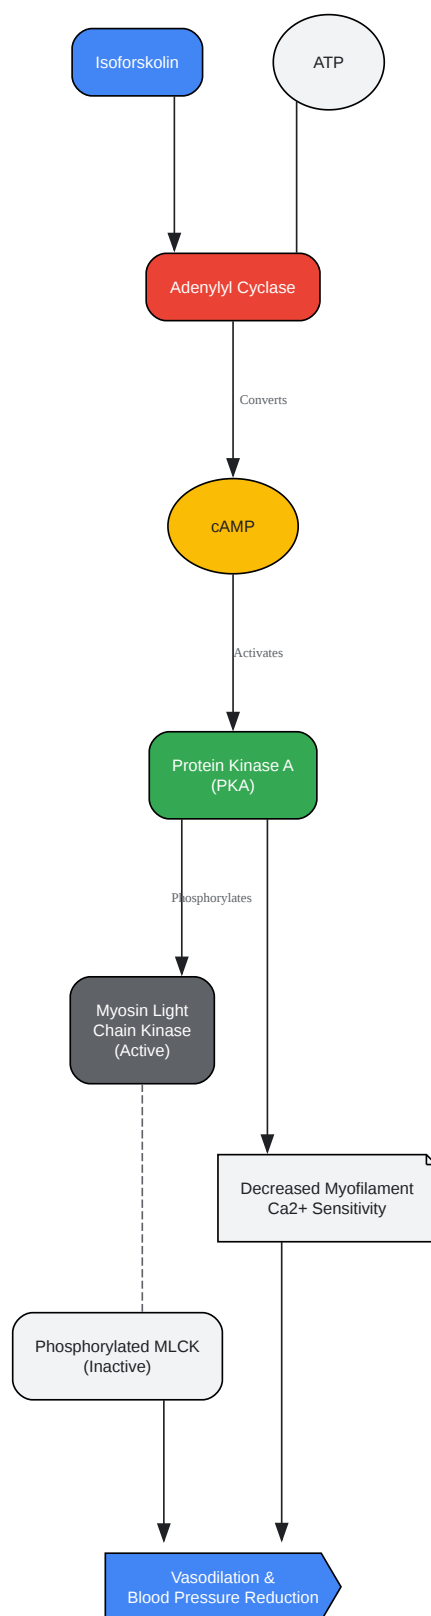 Isoforskolin
ATP
Adenylyl Cyclase
Converts
cAMP
Activates
Protein Kinase A
(PKA)
Phosphorylates
Myosin Light
Chain Kinase
(Active)
Decreased Myofilament
Ca2+ Sensitivity
Phosphorylated MLCK
(Inactive)
Vasodilation &
Blood Pressure Reduction